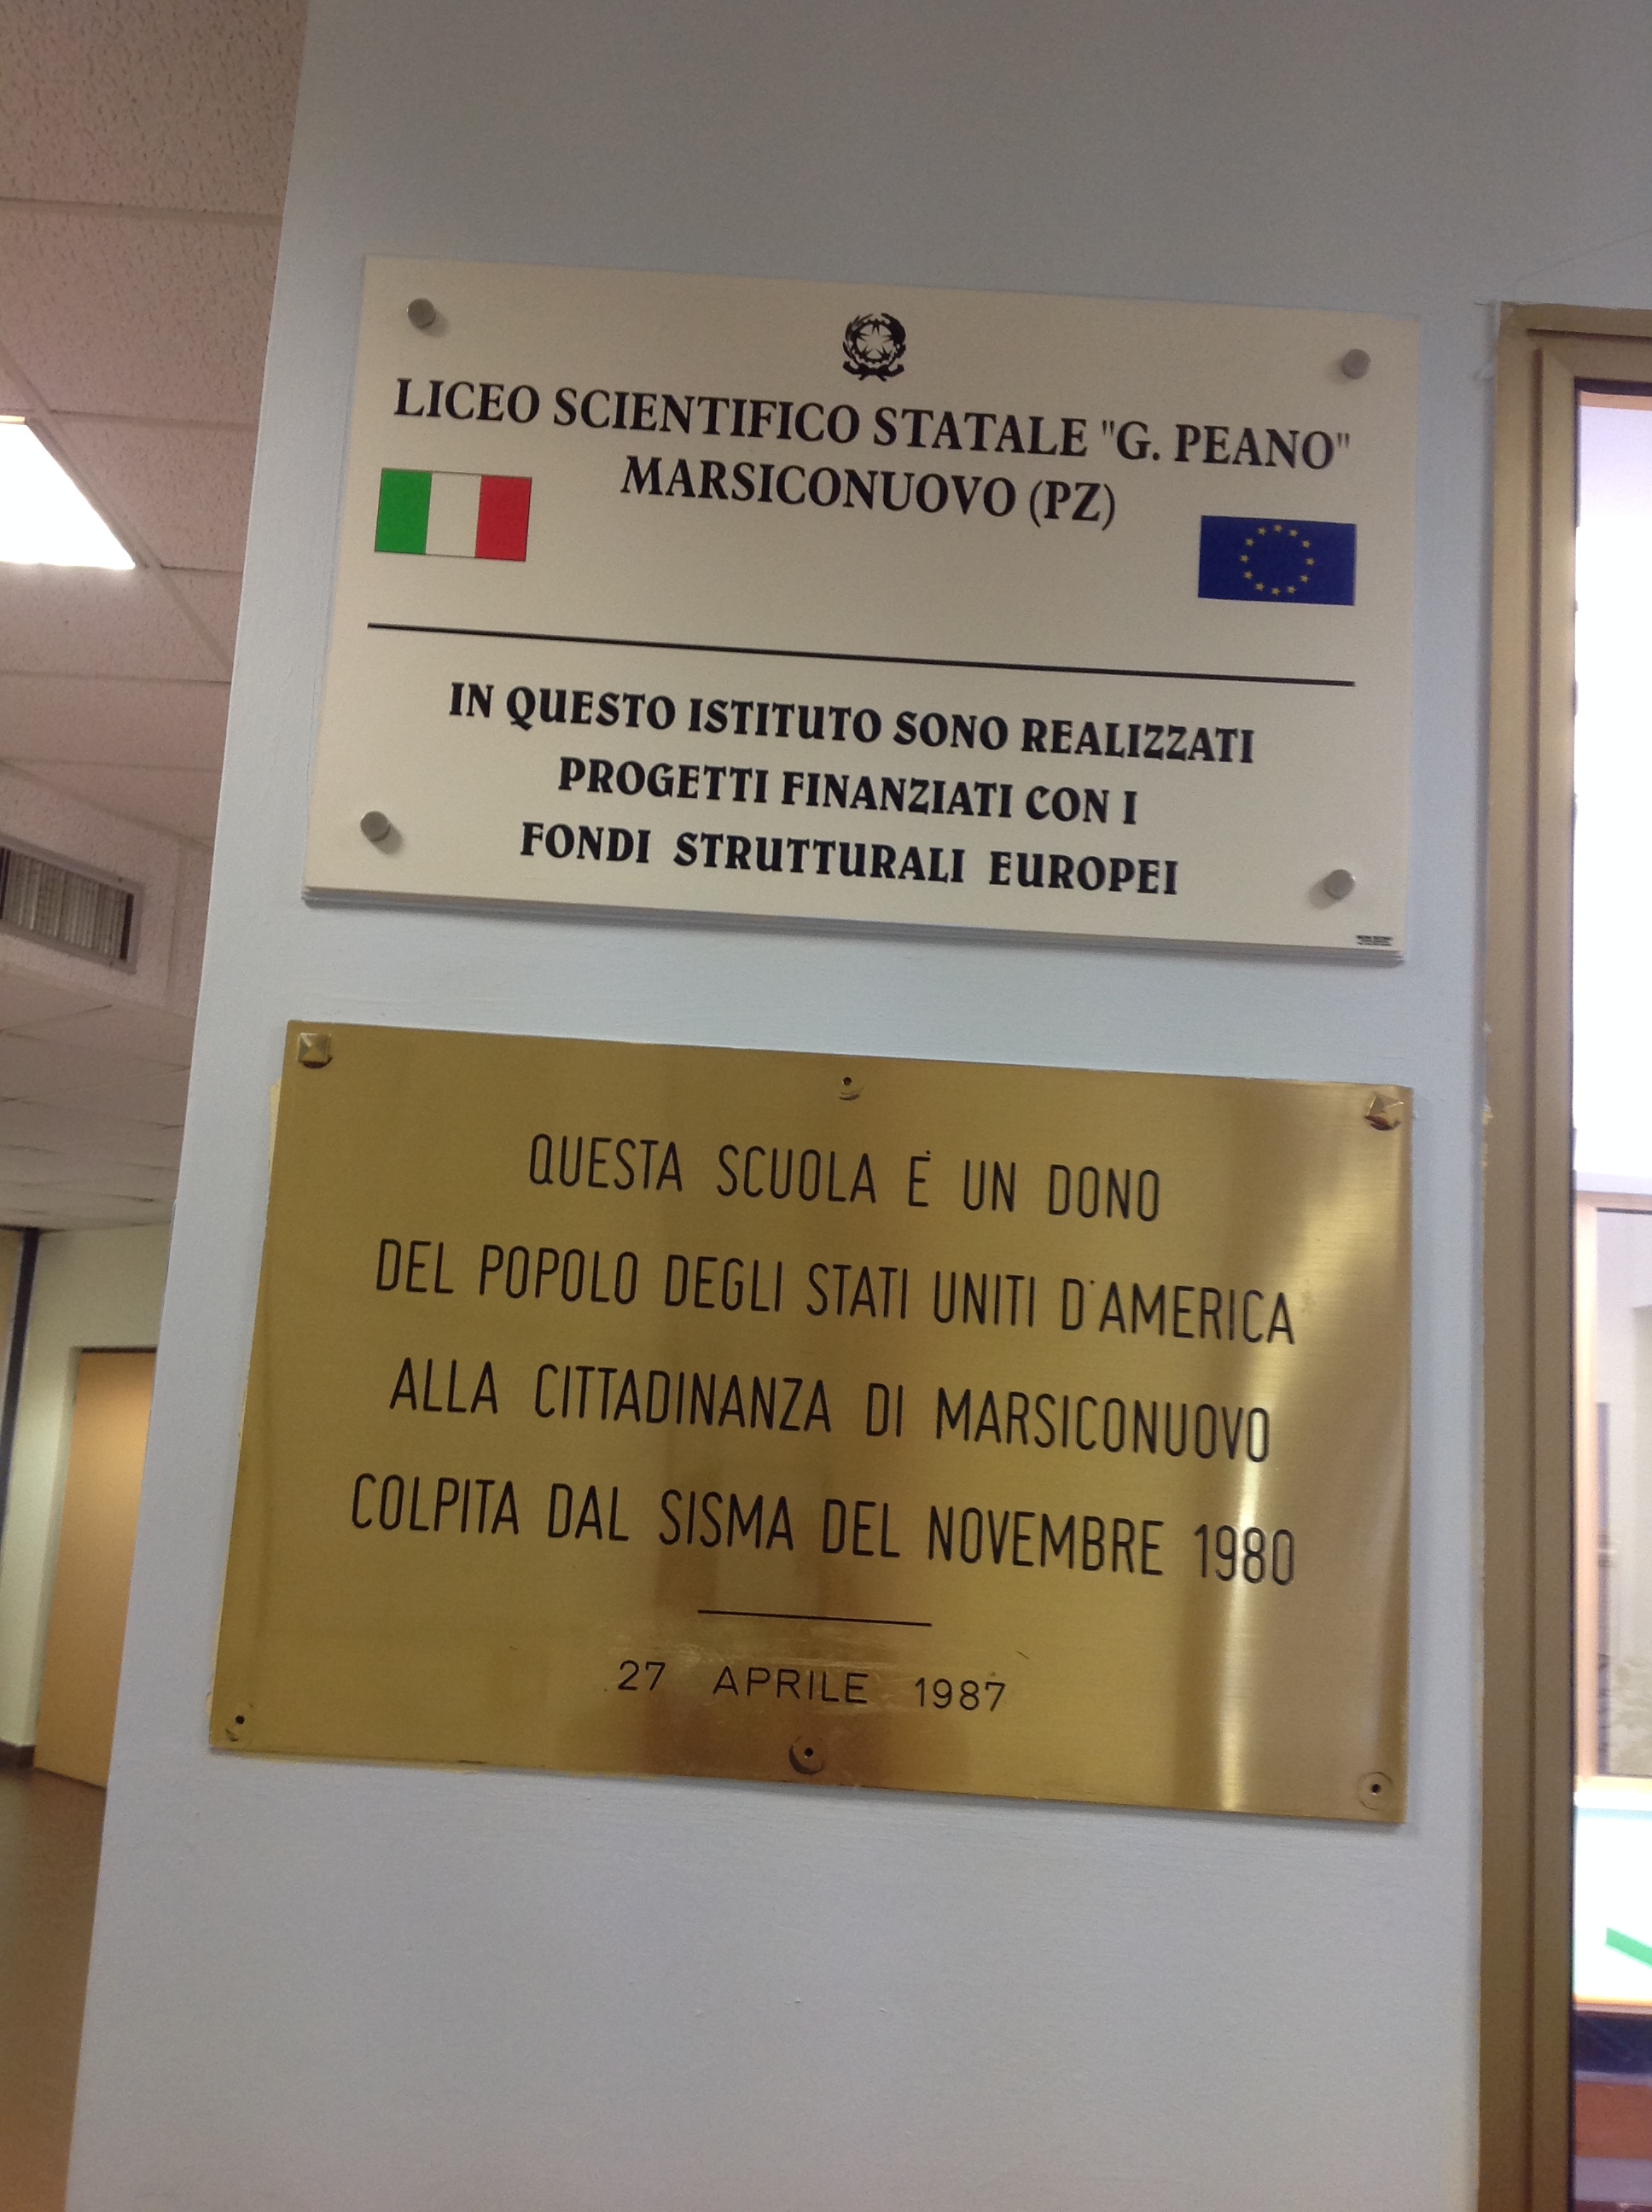 LICEO SCIENTIFICO STATALE "G. PEANO"
MARSICONUOVO (PZ)
IN QUESTO ISTITUTO SONO REALIZZATI
PROGETTI FINANZIATI CON I
FONDI STRUTTURALI EUROPEI
QUESTA SCUOLA È UN DONO
DEL POPOLO DEGLI STATI UNITI D'AMERICA
ALLA CITTADINANZA DI MARSICONUOVO
COLPITA DAL SISMA DEL NOVEMBRE 1980
27 APRILE 1987